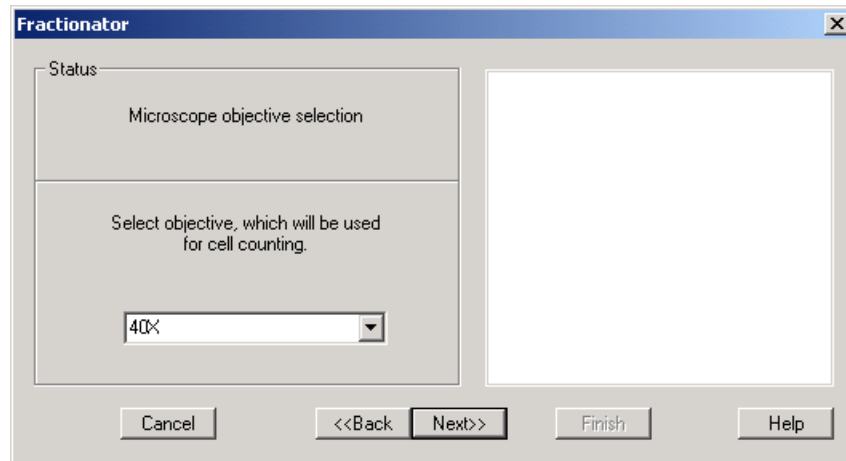 Fractionator
Status
Microscope objective selection
Select objective, which will be used
for cell counting.
40X
Cancel
<<Back
Next>>
Finish
Help